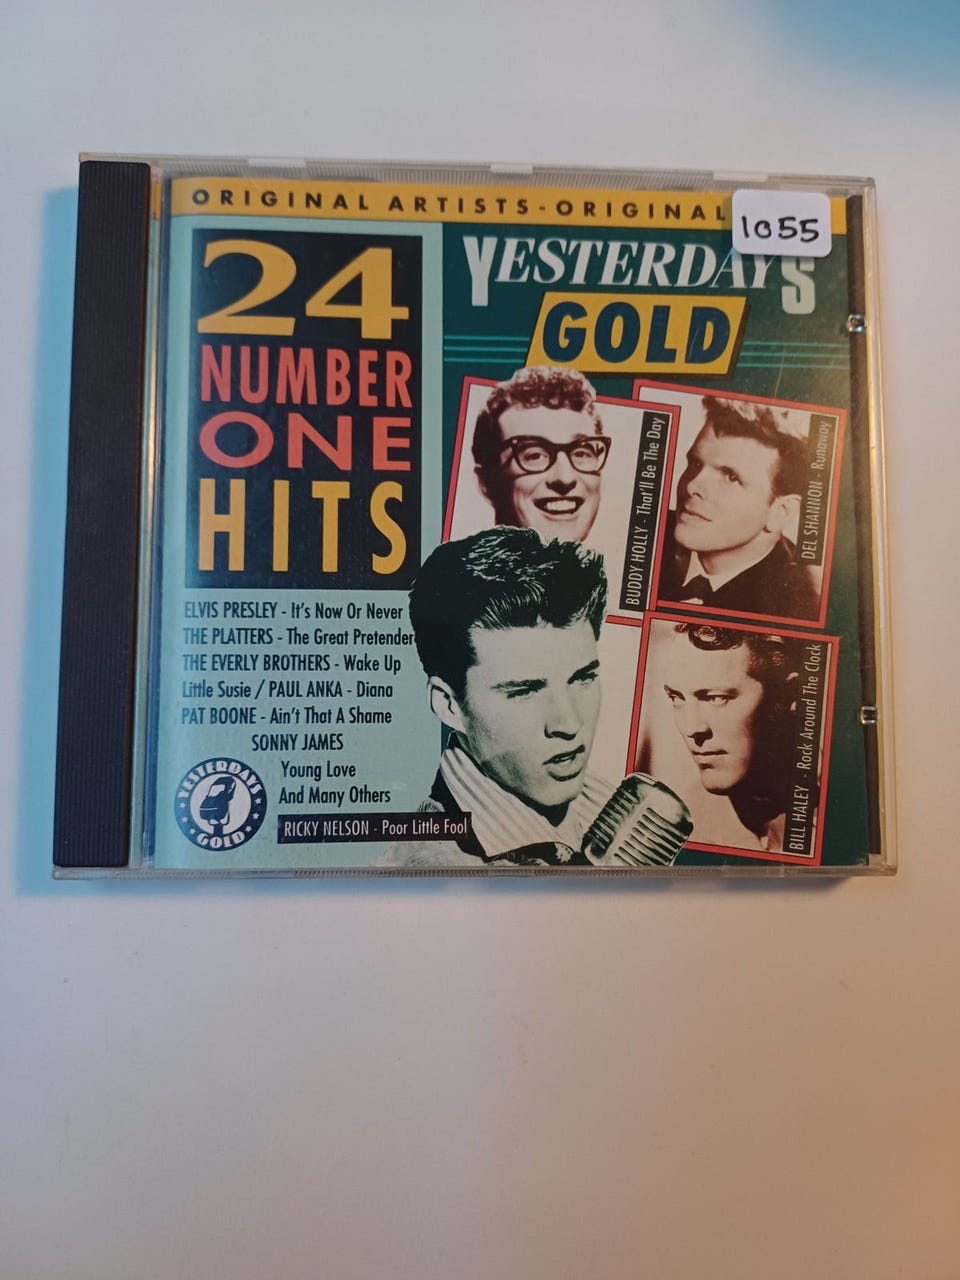 ORIGINAL ARTISTS - ORIGINAL
1055
24
NUMBER
ONE
HITS
YESTERDAYS
GOLD
BUDDY HOLLY - That'll Be The Day
DEL SHANNON - Runaway
BILL HALEY - Rock Around The Clock
ELVIS PRESLEY - It's Now Or Never
THE PLATTERS - The Great Pretender
THE EVERLY BROTHERS - Wake Up
Little Susie / PAUL ANKA - Diana
PAT BOONE - Ain't That A Shame
SONNY JAMES
Young Love
And Many Others
RICKY NELSON - Poor Little Fool
YESTERDAYS
GOLD